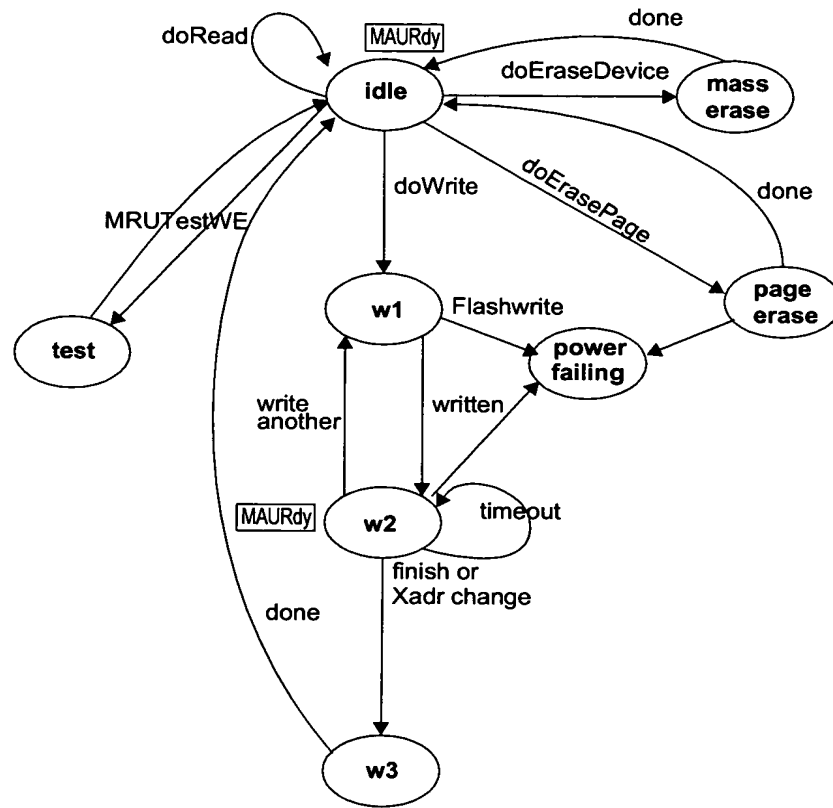 done
doRead
MAURdy
idle
doEraseDevice
mass
erase
doWrite
doErasePage
done
MRUTestWE
w1
Flashwrite
page
erase
test
power
failing
write
another
written
MAURdy
w2
timeout
finish or
Xadr change
done
w3